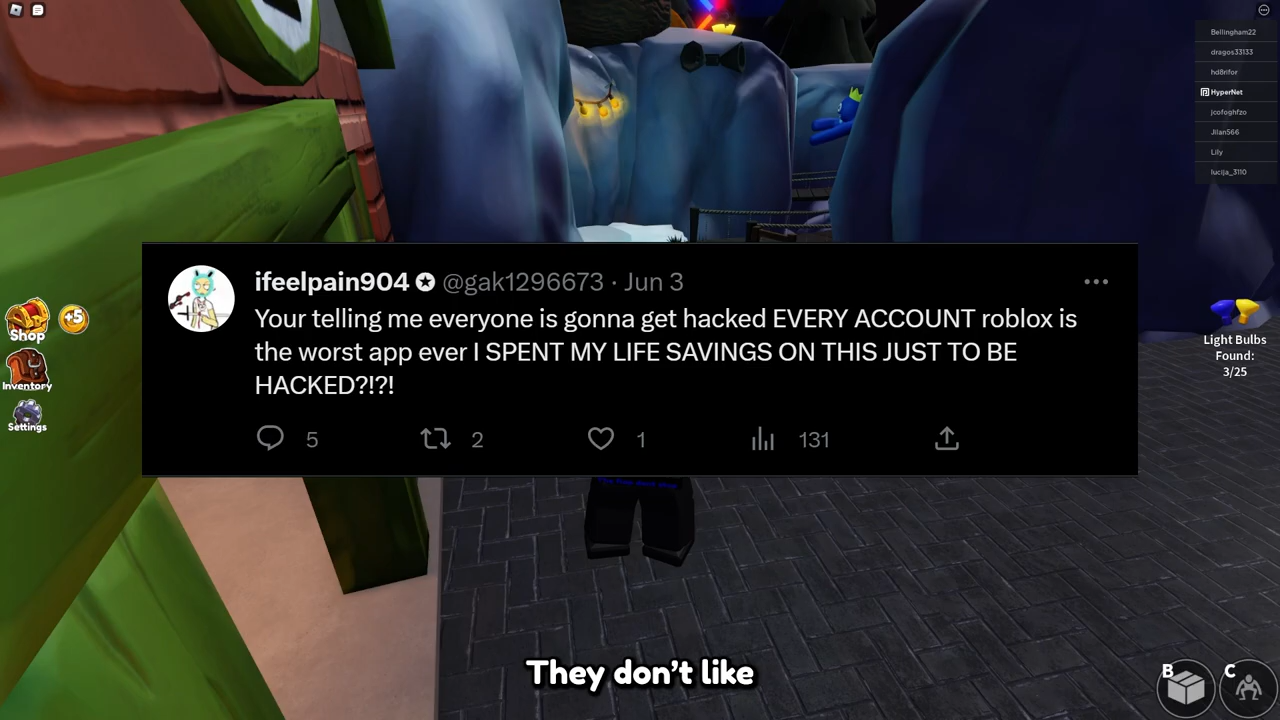 Bellingham22
dragos33133
hd8rifor
HyperNet
jcofoghfzo
Jilan566
Lily
lucija_3110
ifeelpain904 @gak1296673 · Jun 3
Your telling me everyone is gonna get hacked EVERY ACCOUNT roblox is
the worst app ever I SPENT MY LIFE SAVINGS ON THIS JUST TO BE
HACKED?!?!
5 2 1 131
+5
Shop
Inventory
Settings
Light Bulbs
Found:
3/25
They don't like
B C